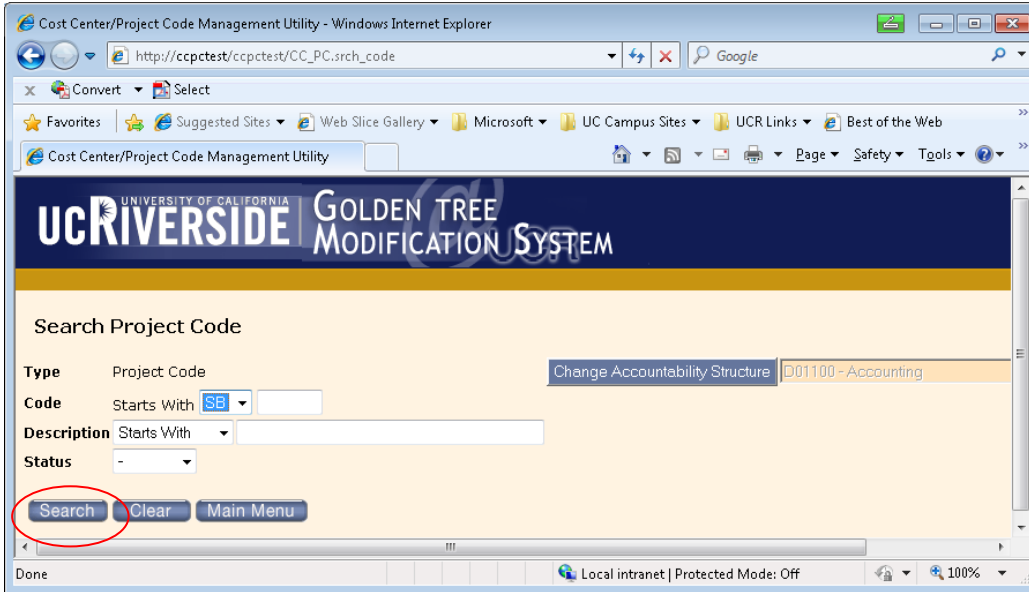 Cost Center/Project Code Management Utility - Windows Internet Explorer
http://ccpctest/ccpctest/CC_PC.srch_code Google
x Convert Select
Favorites Suggested Sites Web Slice Gallery Microsoft UC Campus Sites UCR Links Best of the Web »
Cost Center/Project Code Management Utility Page Safety Tools »
UNIVERSITY OF CALIFORNIA
UCRIVERSIDE
GOLDEN TREE
MODIFICATION SYSTEM
@UCR
Search Project Code
Type Project Code Change Accountability Structure D01100 - Accounting
Code Starts With SB
Description Starts With
Status -
Search Clear Main Menu
Done Local intranet | Protected Mode: Off 100%